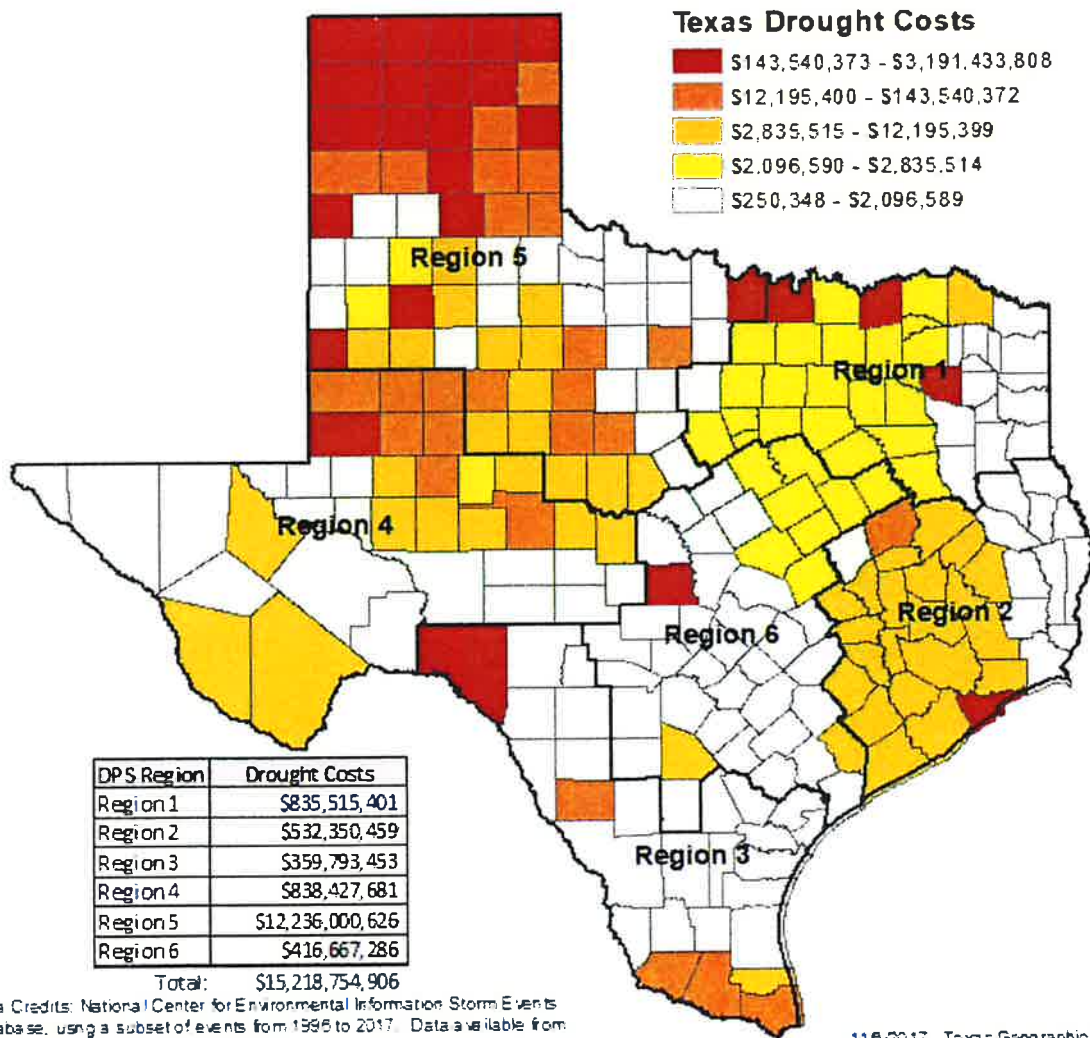 Texas Drought Costs
$143,540,373 - $3,191,433,808
$12,195,400 - $143,540,372
$2,835,515 - $12,195,399
$2,096,590 - $2,835,514
$250,348 - $2,096,589
Region 5
Region 1
Region 4
Region 2
Region 6
Region 3
DPS Region Drought Costs
Region 1 $835,515,401
Region 2 $532,350,459
Region 3 $359,793,453
Region 4 $838,427,681
Region 5 $12,236,000,626
Region 6 $416,667,286
Total: $15,218,754,906
a Credits: National Center for Environmental Information Storm Events
abase, using a subset of events from 1996 to 2017. Data available from
2017 Texas Geographic